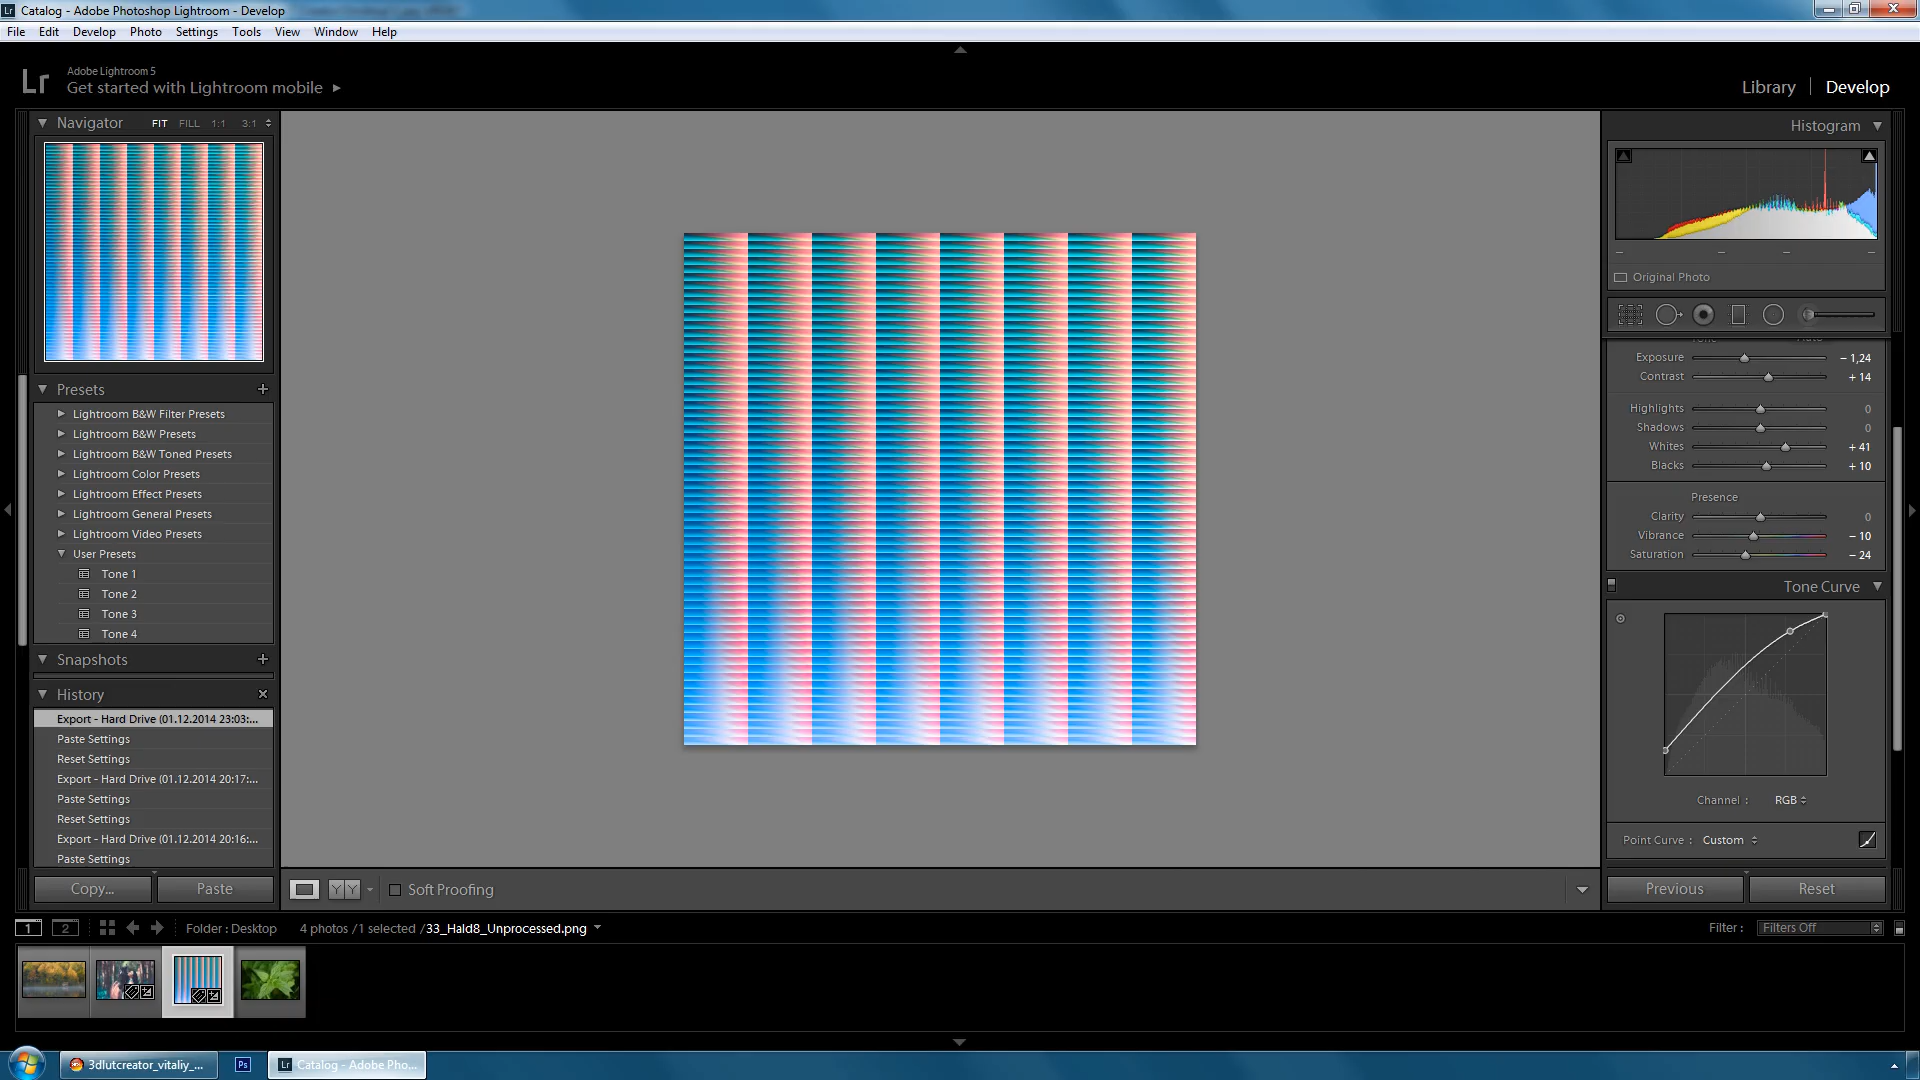 Catalog - Adobe Photoshop Lightroom - Develop
File Edit Develop Photo Settings Tools View Window Help
Lr
Adobe Lightroom 5
Get started with Lightroom mobile
Library | Develop
Navigator FIT FILL 1:1 3:1
Presets +
Lightroom B&W Filter Presets
Lightroom B&W Presets
Lightroom B&W Toned Presets
Lightroom Color Presets
Lightroom Effect Presets
Lightroom General Presets
Lightroom Video Presets
User Presets
Tone 1
Tone 2
Tone 3
Tone 4
Snapshots +
History
Export - Hard Drive (01.12.2014 23:03:...
Paste Settings
Reset Settings
Export - Hard Drive (01.12.2014 20:17:...
Paste Settings
Reset Settings
Export - Hard Drive (01.12.2014 20:16:...
Paste Settings
Copy... Paste
YY Soft Proofing
Histogram
Original Photo
Exposure – 1,24
Contrast + 14
Highlights 0
Shadows 0
Whites + 41
Blacks + 10
Presence
Clarity 0
Vibrance – 10
Saturation – 24
Tone Curve
Channel : RGB
Point Curve : Custom
Previous Reset
1 2 Folder : Desktop 4 photos / 1 selected / 33_Hald8_Unprocessed.png
Filter : Filters Off
3dlutcreator_vitaliy_... Ps Lr Catalog - Adobe Pho...